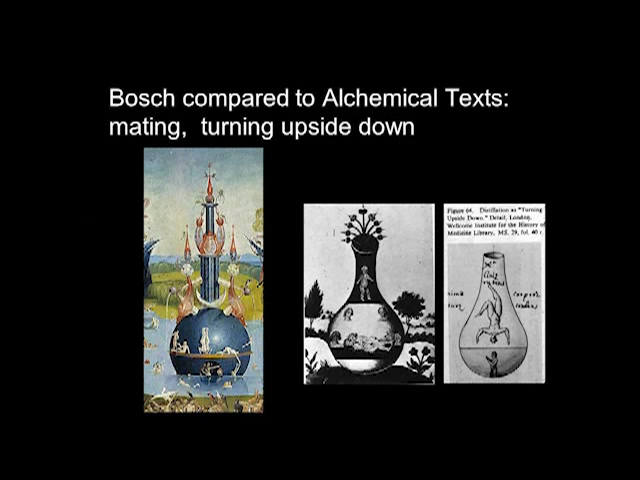 Bosch compared to Alchemical Texts:
mating, turning upside down
Figure 64. Distillation as "Turning
Upside Down." Detail, London,
Wellcome Institute for the History of
Medicine Library, MS. 29, fol. 40 r.